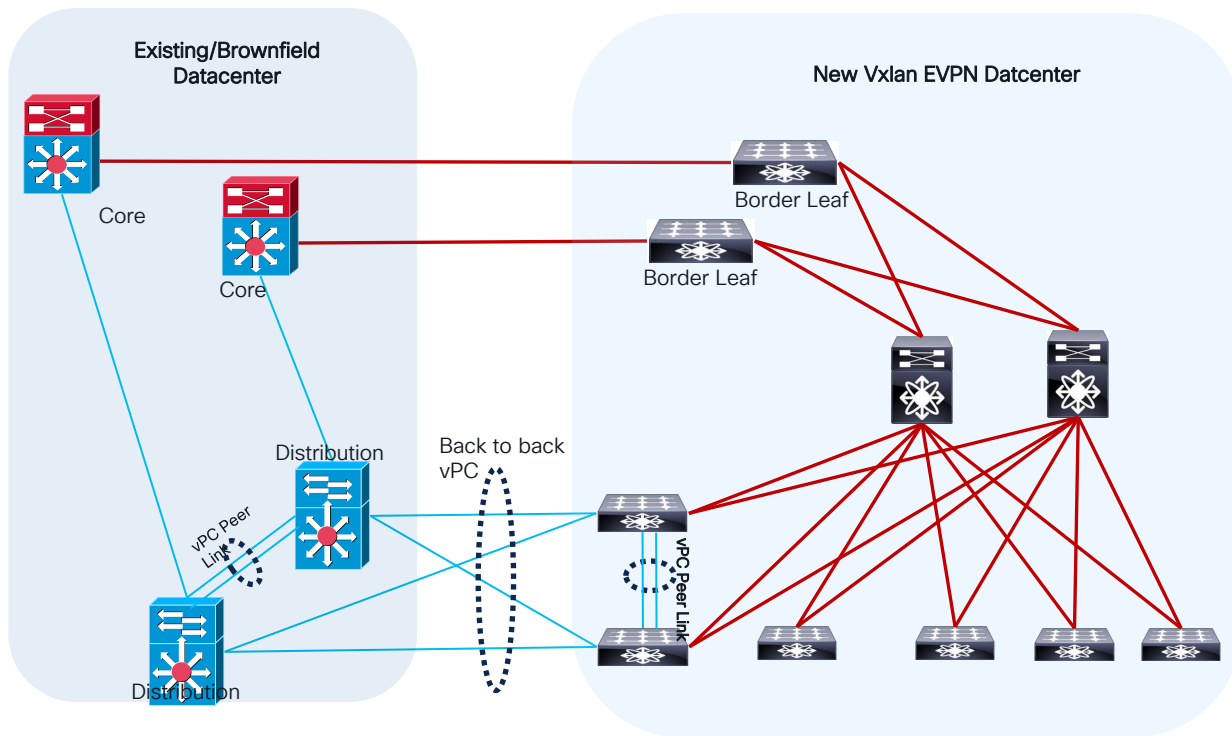 Existing/Brownfield
Datacenter
New Vxlan EVPN Datcenter
Border Leaf
Core
Border Leaf
Core
Distribution
Back to back
vPC
vPC Peer
Link
vPC Peer Link
Distribution